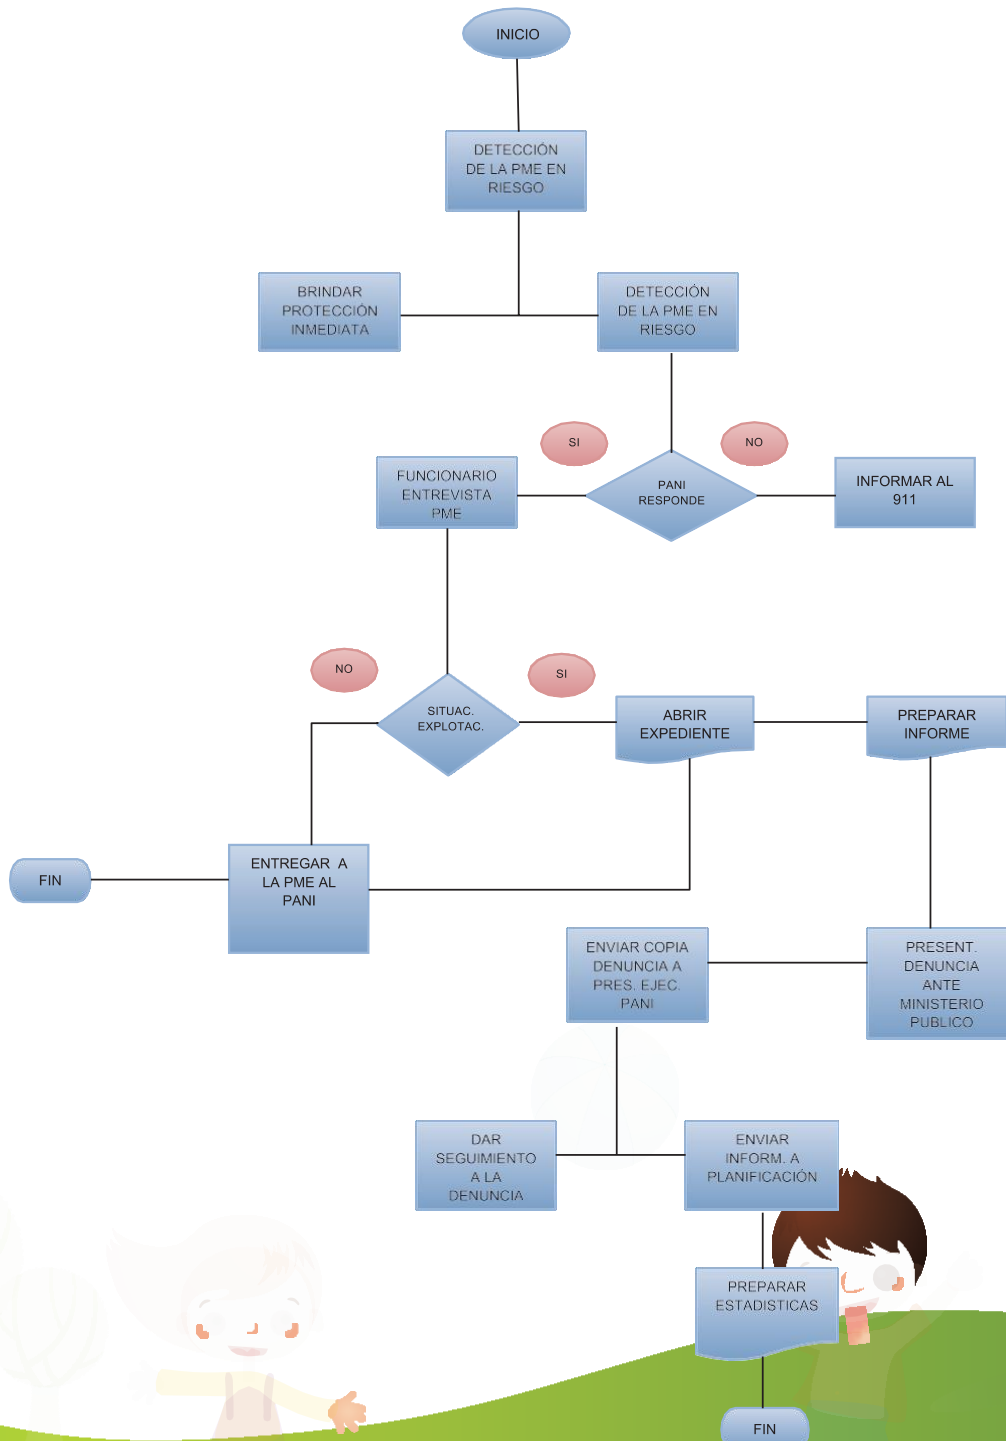 INICIO
DETECCIÓN
DE LA PME EN
RIESGO
BRINDAR
PROTECCIÓN
INMEDIATA
DETECCIÓN
DE LA PME EN
RIESGO
SI
NO
FUNCIONARIO
ENTREVISTA
PME
PANI
RESPONDE
INFORMAR AL
911
NO
SI
SITUAC.
EXPLOTAC.
ABRIR
EXPEDIENTE
PREPARAR
INFORME
FIN
ENTREGAR A
LA PME AL
PANI
ENVIAR COPIA
DENUNCIA A
PRES. EJEC.
PANI
PRESENT.
DENUNCIA
ANTE
MINISTERIO
PUBLICO
DAR
SEGUIMIENTO
A LA
DENUNCIA
ENVIAR
INFORM. A
PLANIFICACIÓN
PREPARAR
ESTADISTICAS
FIN